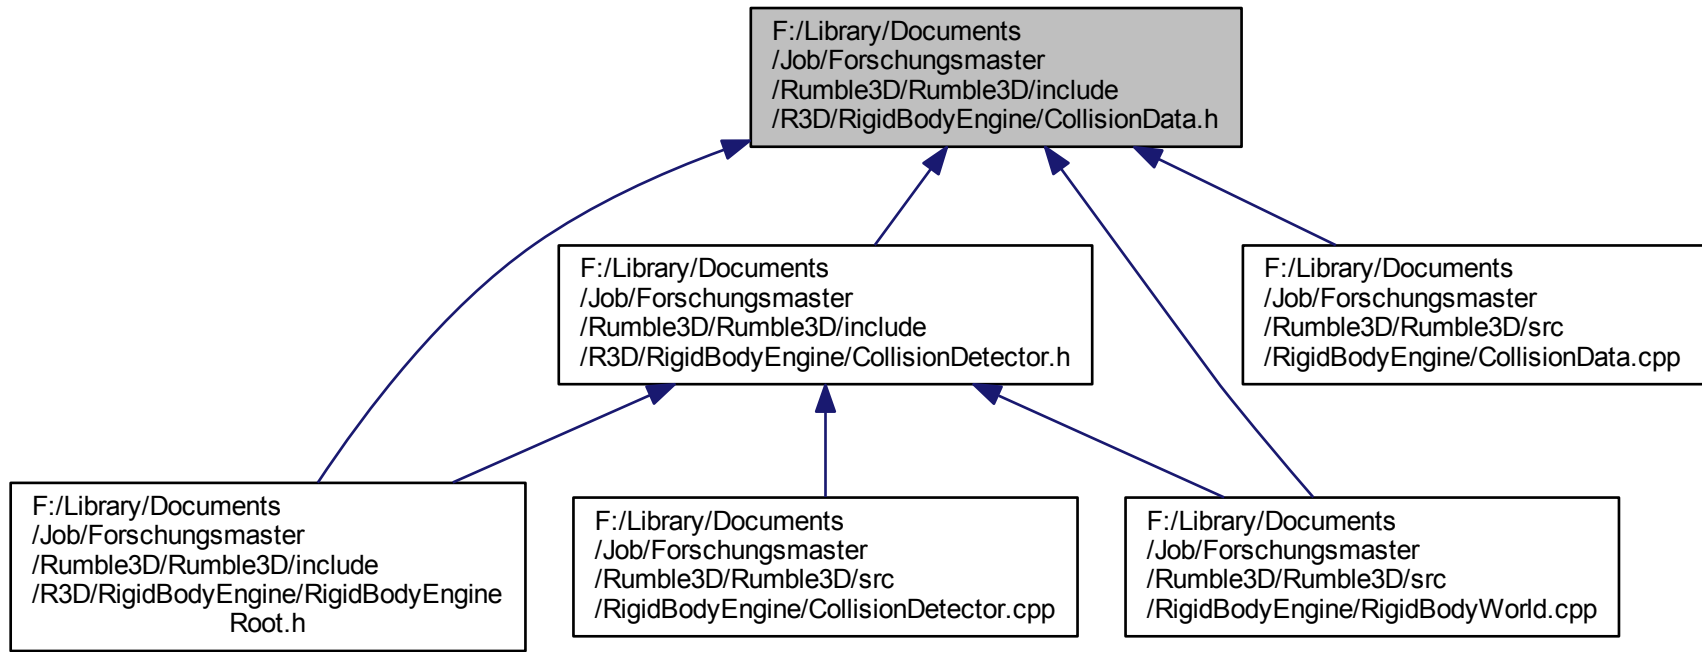 F:/Library/Documents
/Job/Forschungsmaster
/Rumble3D/Rumble3D/include
/R3D/RigidBodyEngine/CollisionData.h
F:/Library/Documents
/Job/Forschungsmaster
/Rumble3D/Rumble3D/include
/R3D/RigidBodyEngine/CollisionDetector.h
F:/Library/Documents
/Job/Forschungsmaster
/Rumble3D/Rumble3D/src
/RigidBodyEngine/CollisionData.cpp
F:/Library/Documents
/Job/Forschungsmaster
/Rumble3D/Rumble3D/include
/R3D/RigidBodyEngine/RigidBodyEngine
Root.h
F:/Library/Documents
/Job/Forschungsmaster
/Rumble3D/Rumble3D/src
/RigidBodyEngine/CollisionDetector.cpp
F:/Library/Documents
/Job/Forschungsmaster
/Rumble3D/Rumble3D/src
/RigidBodyEngine/RigidBodyWorld.cpp